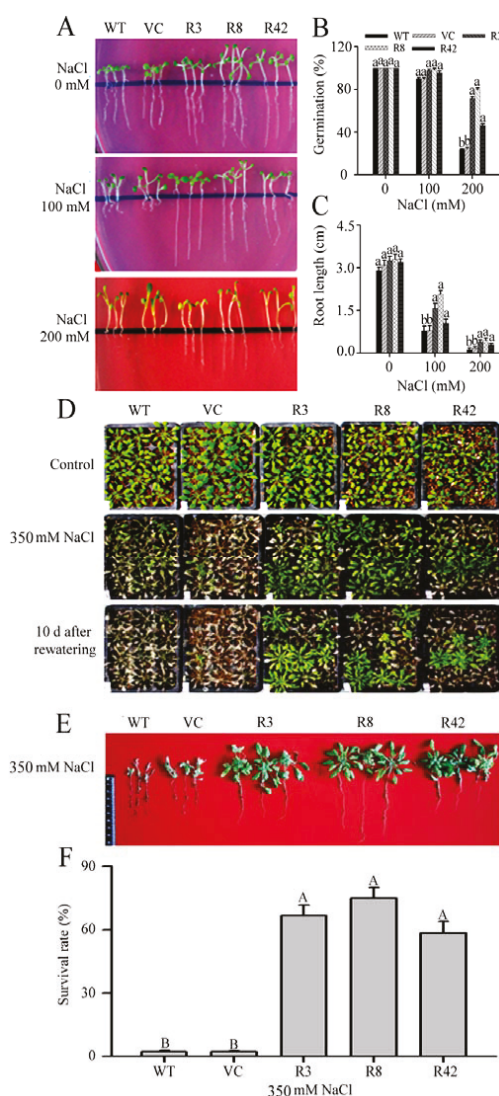 A
WT VC R3 R8 R42
NaCl
0 mM
NaCl
100 mM
NaCl
200 mM
B
WT VC R3
R8 R42
Germination (%)
120
80
40
0
a a a a a
a a a a a
b b a a a
0 100 200
NaCl (mM)
C
Root length (cm)
4.5
3.0
1.5
0.0
a a a a a
b b a a a
b b a a a
0 100 200
NaCl (mM)
D
WT VC R3 R8 R42
Control
350 mM NaCl
10 d after
rewatering
E
WT VC R3 R8 R42
350 mM NaCl
F
Survival rate (%)
90
60
30
0
B B A A A
WT VC R3 R8 R42
350 mM NaCl